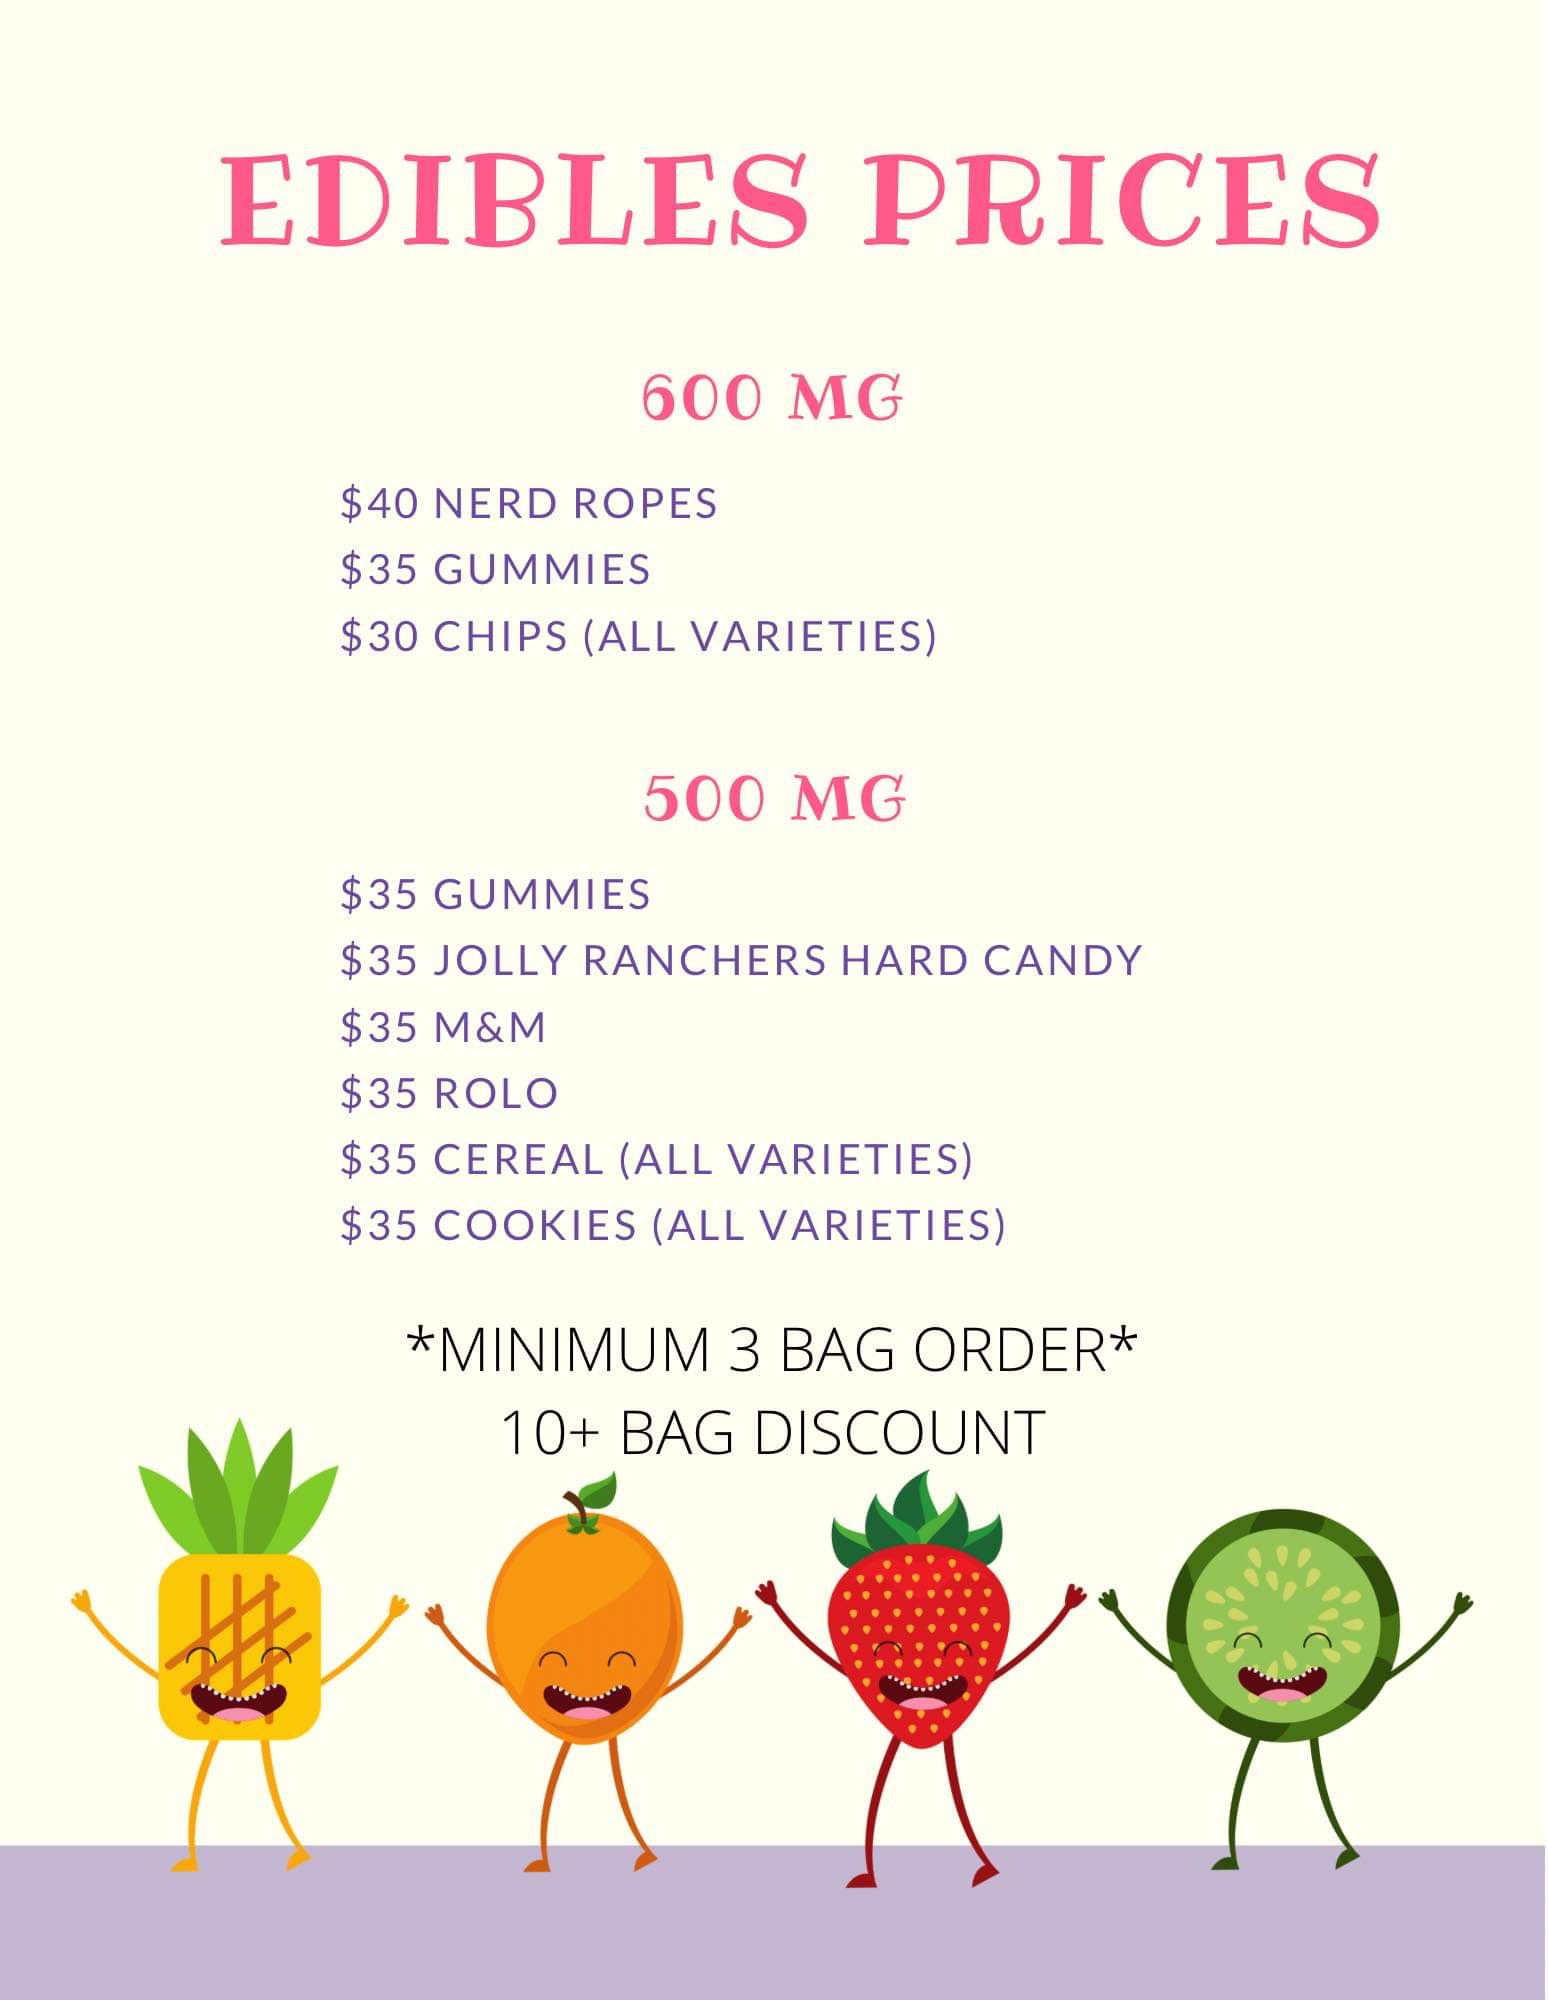 EDIBLES PRICES
600 MG
$40 NERD ROPES
$35 GUMMIES
$30 CHIPS (ALL VARIETIES)
500 MG
$35 GUMMIES
$35 JOLLY RANCHERS HARD CANDY
$35 M&M
$35 ROLO
$35 CEREAL (ALL VARIETIES)
$35 COOKIES (ALL VARIETIES)
*MINIMUM 3 BAG ORDER*
10+ BAG DISCOUNT